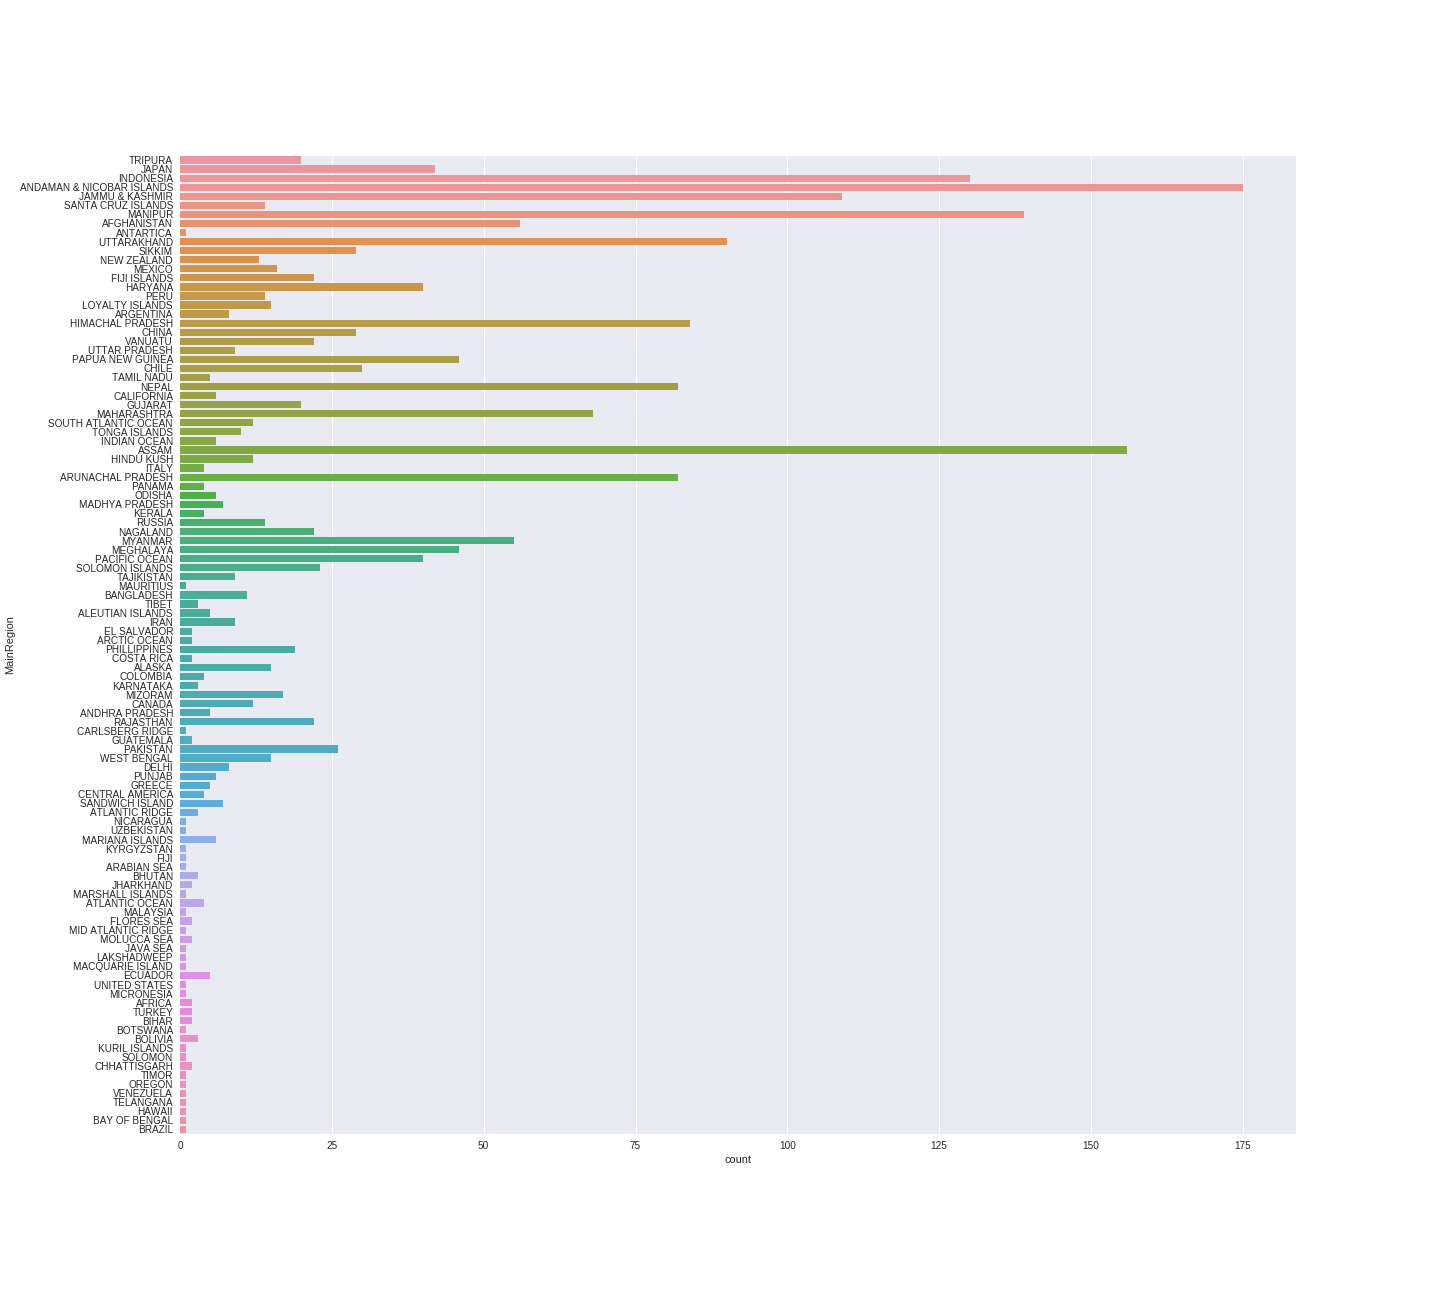 TRIPURA
JAPAN
INDONESIA
ANDAMAN & NICOBAR ISLANDS
JAMMU & KASHMIR
SANTA CRUZ ISLANDS
MANIPUR
AFGHANISTAN
ANTARTICA
UTTARAKHAND
SIKKIM
NEW ZEALAND
MEXICO
FIJI ISLANDS
HARYANA
PERU
LOYALTY ISLANDS
ARGENTINA
HIMACHAL PRADESH
CHINA
VANUATU
UTTAR PRADESH
PAPUA NEW GUINEA
CHILE
TAMIL NADU
NEPAL
CALIFORNIA
GUJARAT
MAHARASHTRA
SOUTH ATLANTIC OCEAN
TONGA ISLANDS
INDIAN OCEAN
ASSAM
HINDU KUSH
ITALY
ARUNACHAL PRADESH
PANAMA
ODISHA
MADHYA PRADESH
KERALA
RUSSIA
NAGALAND
MYANMAR
MEGHALAYA
PACIFIC OCEAN
SOLOMON ISLANDS
TAJIKISTAN
MAURITIUS
BANGLADESH
TIBET
ALEUTIAN ISLANDS
IRAN
EL SALVADOR
ARCTIC OCEAN
PHILLIPPINES
COSTA RICA
ALASKA
COLOMBIA
KARNATAKA
MIZORAM
CANADA
ANDHRA PRADESH
RAJASTHAN
CARLSBERG RIDGE
GUATEMALA
PAKISTAN
WEST BENGAL
DELHI
PUNJAB
GREECE
CENTRAL AMERICA
SANDWICH ISLAND
ATLANTIC RIDGE
NICARAGUA
UZBEKISTAN
MARIANA ISLANDS
KYRGYZSTAN
FIJI
ARABIAN SEA
BHUTAN
JHARKHAND
MARSHALL ISLANDS
ATLANTIC OCEAN
MALAYSIA
FLORES SEA
MID ATLANTIC RIDGE
MOLUCCA SEA
JAVA SEA
LAKSHADWEEP
MACQUARIE ISLAND
ECUADOR
UNITED STATES
MICRONESIA
AFRICA
TURKEY
BIHAR
BOTSWANA
BOLIVIA
KURIL ISLANDS
SOLOMON
CHHATTISGARH
TIMOR
OREGON
VENEZUELA
TELANGANA
HAWAII
BAY OF BENGAL
BRAZIL
MainRegion
0 25 50 75 100 125 150 175
count